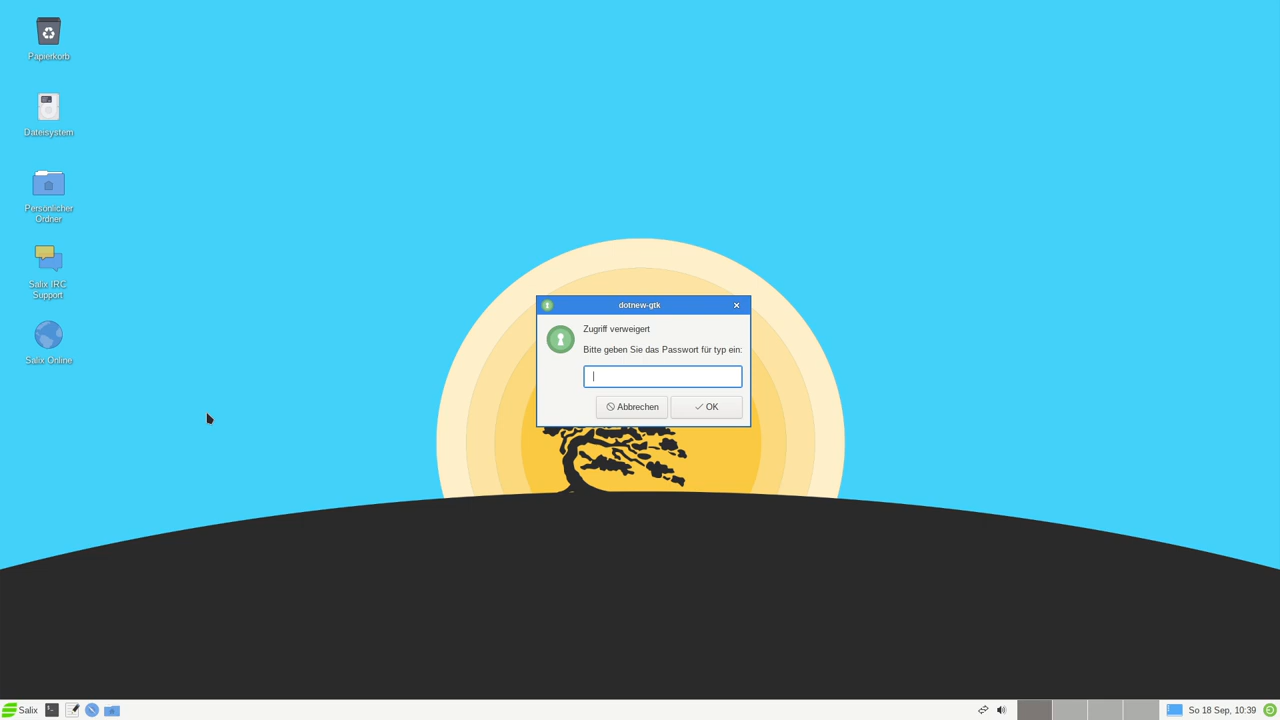 Papierkorb
Dateisystem
Persönlicher
Ordner
Salix IRC
Support
Salix Online
dotnew-gtk
Zugriff verweigert
Bitte geben Sie das Passwort für typ ein:
Abbrechen
OK
Salix
So 18 Sep, 10:39